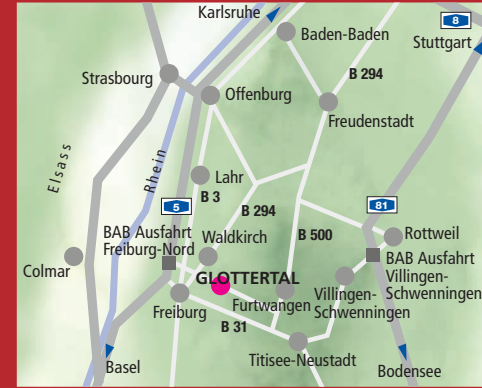 Karlsruhe
8
Baden-Baden
Stuttgart
Strasbourg
B 294
Offenburg
Freudenstadt
Elsass
Rhein
Lahr
B 3
5
B 294
81
BAB Ausfahrt
Freiburg-Nord
Waldkirch
B 500
Rottweil
Colmar
GLOTTERTAL
BAB Ausfahrt
Villingen-
Schwenningen
Freiburg
Furtwangen
Villingen-
Schwenningen
B 31
Titisee-Neustadt
Basel
Bodensee